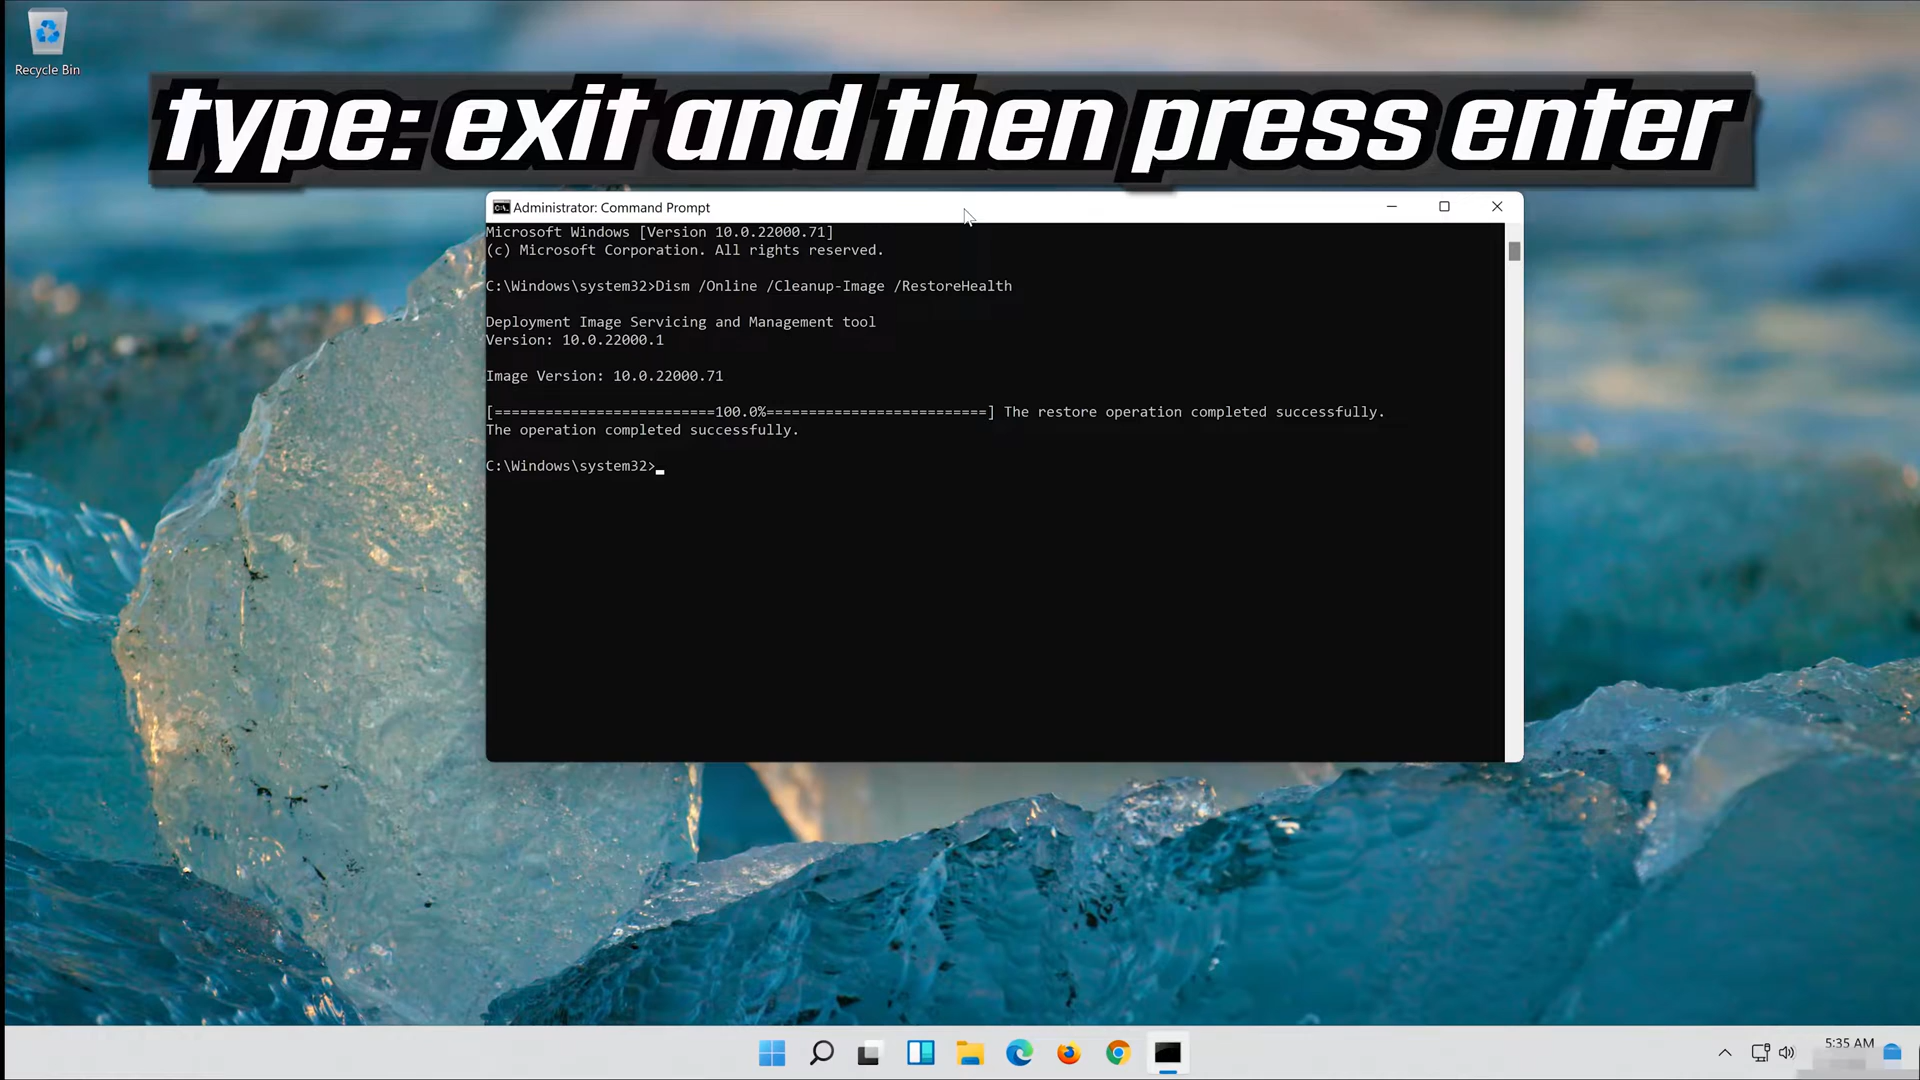 Recycle Bin
type: exit and then press enter
Administrator: Command Prompt
Microsoft Windows [Version 10.0.22000.71]
(c) Microsoft Corporation. All rights reserved.
C:\Windows\system32>Dism /Online /Cleanup-Image /RestoreHealth
Deployment Image Servicing and Management tool
Version: 10.0.22000.1
Image Version: 10.0.22000.71
[==========================100.0%==========================] The restore operation completed successfully.
The operation completed successfully.
C:\Windows\system32>
5:35 AM